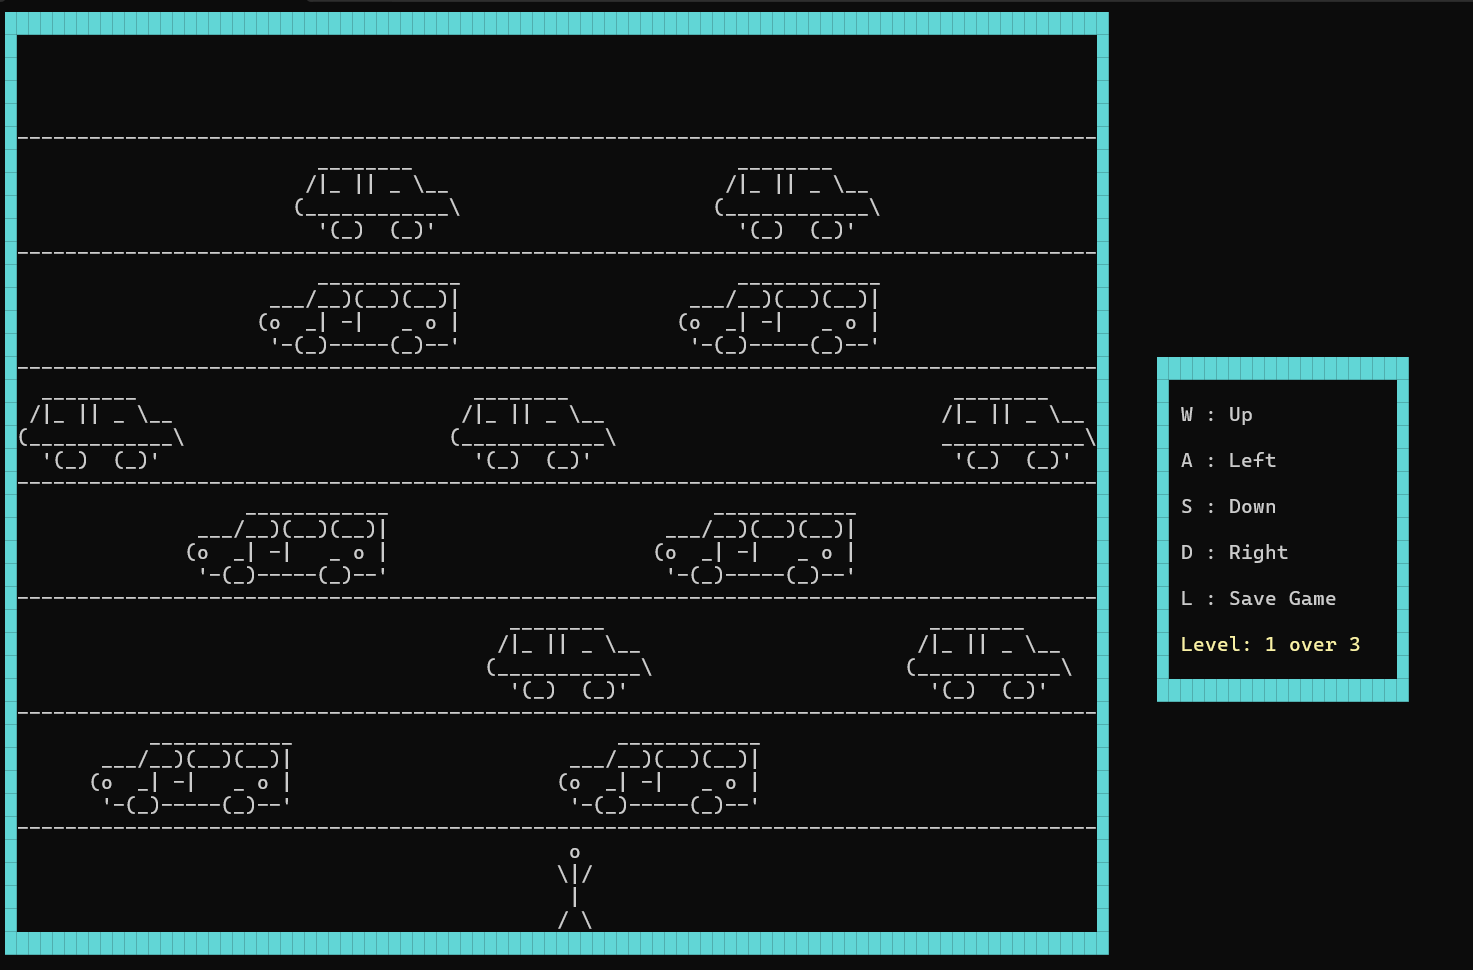 W : Up
A : Left
S : Down
D : Right
L : Save Game
Level: 1 over 3